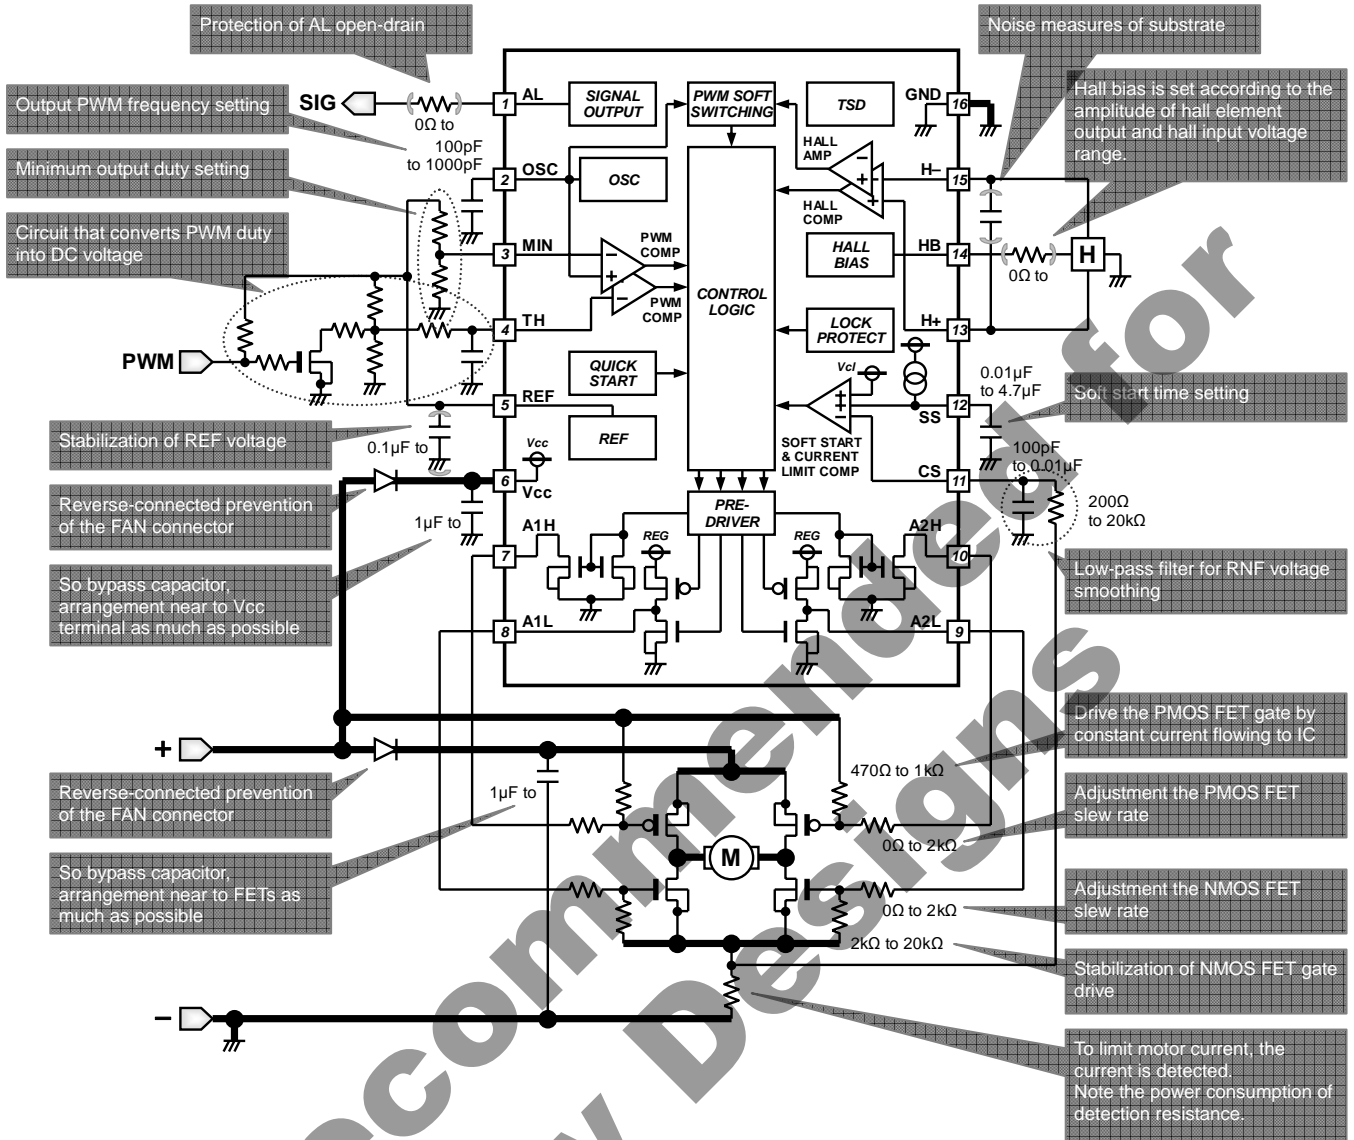 Protection of AL open-drain
Noise measures of substrate
Output PWM frequency setting
SIG
0Ω to
1
AL
SIGNAL
OUTPUT
PWM SOFT
SWITCHING
TSD
GND
16
Hall bias is set according to the
amplitude of hall element
output and hall input voltage
range.
100pF
to 1000pF
Minimum output duty setting
2
OSC
OSC
HALL
AMP
HALL
COMP
H–
15
Circuit that converts PWM duty
into DC voltage
3
MIN
PWM
COMP
PWM
COMP
CONTROL
LOGIC
HALL
BIAS
HB
14
0Ω to
H
PWM
4
TH
LOCK
PROTECT
H+
13
QUICK
START
Vcl
0.01µF
to 4.7µF
Soft start time setting
5
REF
REF
SOFT START
& CURRENT
LIMIT COMP
SS
12
Stabilization of REF voltage
0.1µF to
100pF
to 0.01µF
6
Vcc
Vcc
CS
11
200Ω
to 20kΩ
Reverse-connected prevention
of the FAN connector
1µF to
PRE-
DRIVER
7
A1H
REG
REG
A2H
10
Low-pass filter for RNF voltage
smoothing
So bypass capacitor,
arrangement near to Vcc
terminal as much as possible
8
A1L
A2L
9
Drive the PMOS FET gate by
constant current flowing to IC
+
470Ω to 1kΩ
Reverse-connected prevention
of the FAN connector
1µF to
Adjustment the PMOS FET
slew rate
0Ω to 2kΩ
M
So bypass capacitor,
arrangement near to FETs as
much as possible
Adjustment the NMOS FET
slew rate
0Ω to 2kΩ
2kΩ to 20kΩ
Stabilization of NMOS FET gate
drive
–
To limit motor current, the
current is detected.
Note the power consumption of
detection resistance.
commended for
Designs